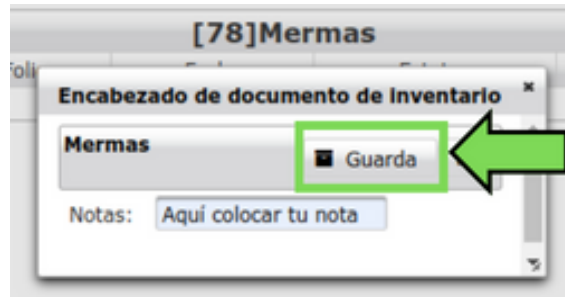 [78]Mermas
Encabezado de documento de inventario
Mermas
Guarda
Notas: Aquí colocar tu nota